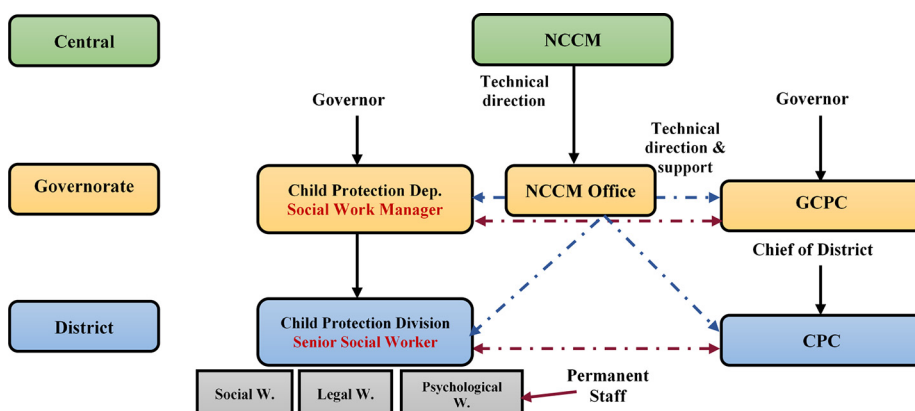 Central
NCCM
Technical
direction
Governor
Governor
Technical
direction &
support
Governorate
Child Protection Dep.
Social Work Manager
NCCM Office
GCPC
Chief of District
District
Child Protection Division
Senior Social Worker
CPC
Social W.
Legal W.
Psychological
W.
Permanent
Staff